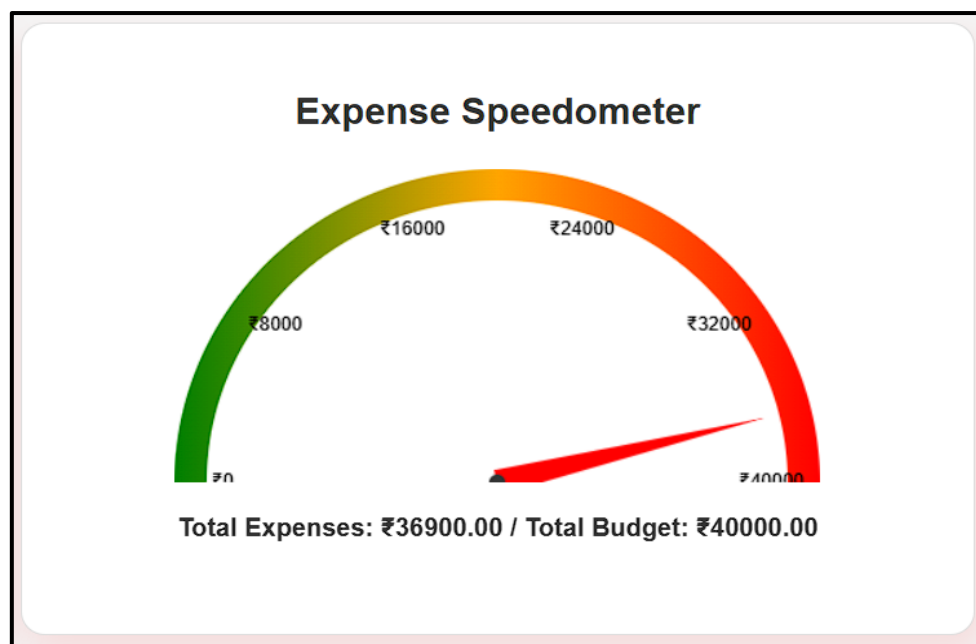 Expense Speedometer
₹16000 ₹24000
₹8000 ₹32000
₹0 ₹40000
Total Expenses: ₹36900.00 / Total Budget: ₹40000.00